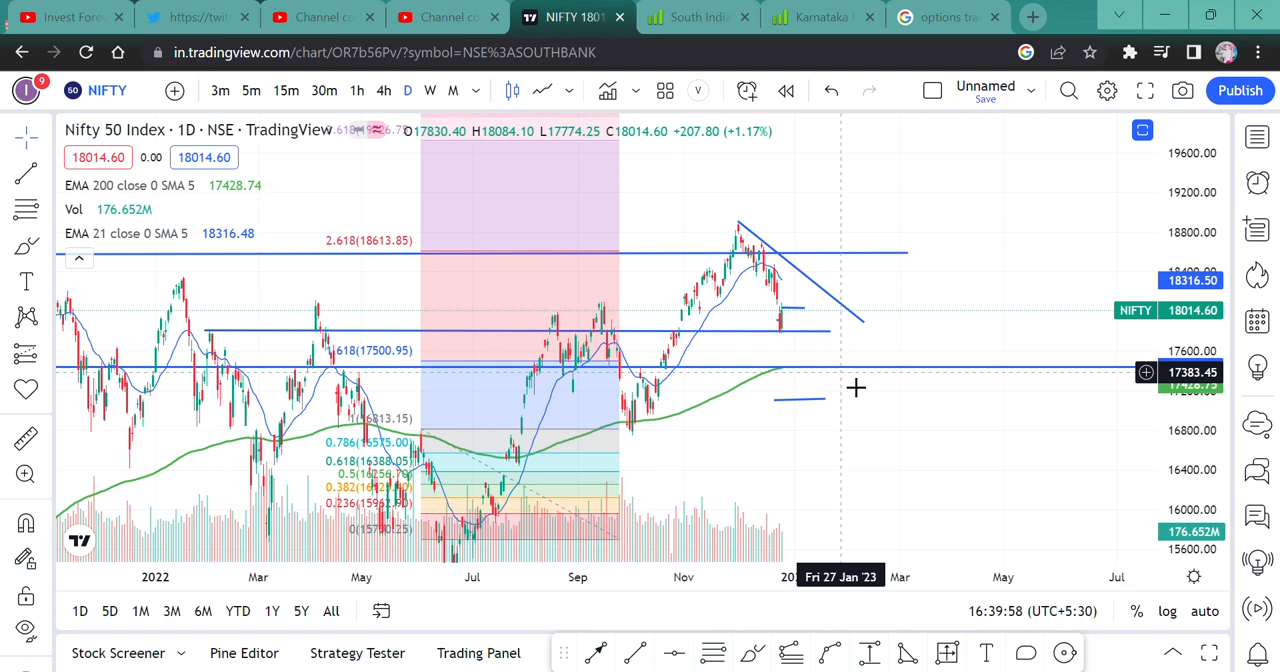 Invest Fores
https://twit
Channel co
Channel co
NIFTY 1801
South India
Karnataka B
options tra
in.tradingview.com/chart/OR7b56Pv/?symbol=NSE%3ASOUTHBANK
I 9 50 NIFTY 3m 5m 15m 30m 1h 4h D W M V Unnamed Save Publish
Nifty 50 Index · 1D · NSE · TradingView O17830.40 H18084.10 L17774.25 C18014.60 +207.80 (+1.17%)
18014.60 0.00 18014.60
EMA 200 close 0 SMA 5 17428.74
Vol 176.652M
EMA 21 close 0 SMA 5 18316.48
2.618(18613.85)
1.618(17500.95)
1(16813.15)
0.786(16575.00)
0.618(16388.05)
0.5(16256.70)
0.236(15962.90)
19600.00
19200.00
18800.00
18400.00
18316.50
NIFTY 18014.60
17600.00
17383.45
17428.75
16800.00
16400.00
16000.00
176.652M
15600.00
2022 Mar May Jul Sep Nov Fri 27 Jan '23 Mar May Jul
1D 5D 1M 3M 6M YTD 1Y 5Y All 16:39:58 (UTC+5:30) % log auto
Stock Screener Pine Editor Strategy Tester Trading Panel